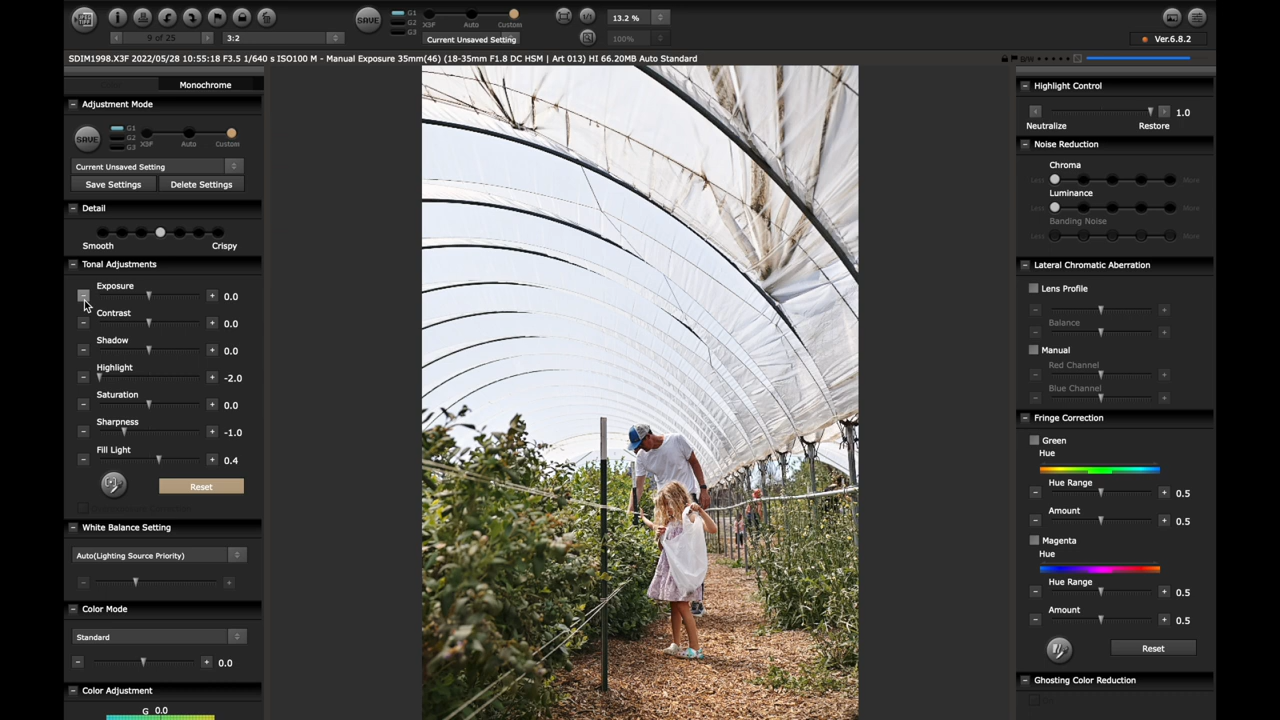 SAVE
G1
G2
G3
X3F
Auto
Custom
Current Unsaved Setting
1/1
13.2 %
100%
9 of 25
3:2
Ver.6.8.2
SDIM1998.X3F 2022/05/28 10:55:18 F3.5 1/640 s ISO100 M - Manual Exposure 35mm(46) (18-35mm F1.8 DC HSM | Art 013) HI 66.20MB Auto Standard
Monochrome
Adjustment Mode
SAVE
G1
G2
G3
X3F
Auto
Custom
Current Unsaved Setting
Save Settings
Delete Settings
Detail
Smooth
Crispy
Tonal Adjustments
Exposure
0.0
Contrast
0.0
Shadow
0.0
Highlight
-2.0
Saturation
0.0
Sharpness
-1.0
Fill Light
0.4
Reset
White Balance Setting
Auto(Lighting Source Priority)
Color Mode
Standard
0.0
Color Adjustment
G 0.0
Highlight Control
1.0
Neutralize
Restore
Noise Reduction
Chroma
Less
More
Luminance
Less
More
Banding Noise
Less
More
Lateral Chromatic Aberration
Lens Profile
Balance
Manual
Red Channel
Blue Channel
Fringe Correction
Green
Hue
Hue Range
0.5
Amount
0.5
Magenta
Hue
Hue Range
0.5
Amount
0.5
Reset
Ghosting Color Reduction